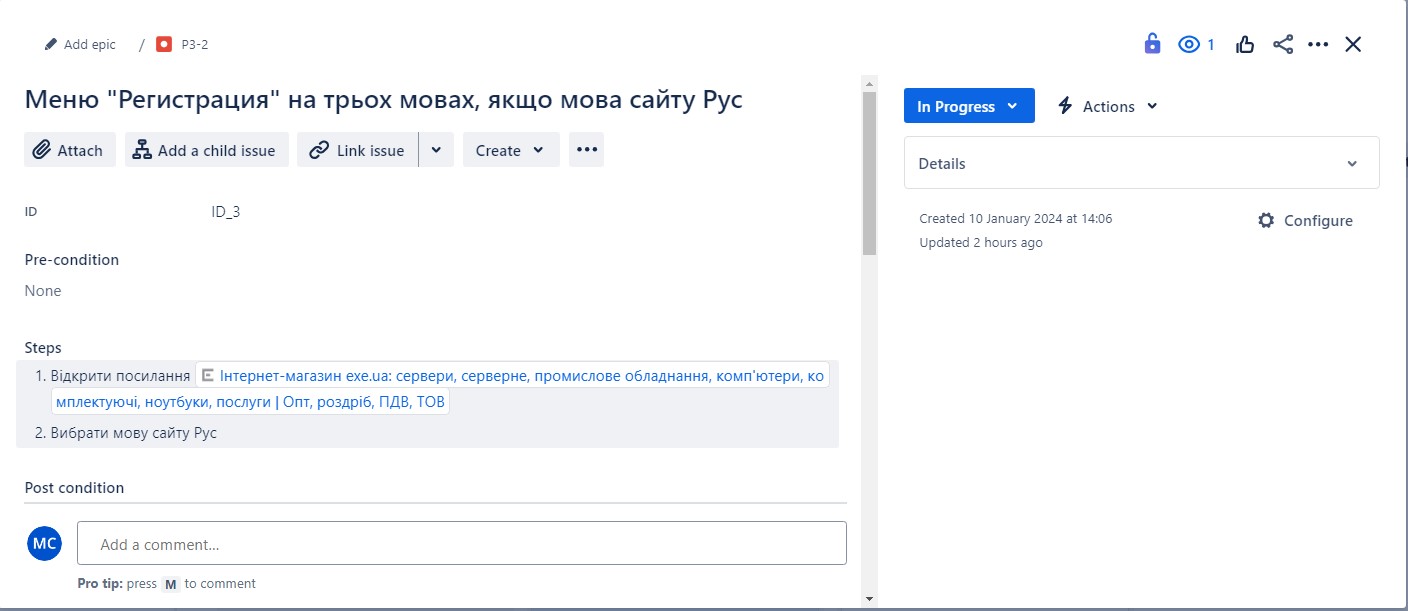 Add epic / P3-2
1
Меню "Регистрация" на трьох мовах, якщо мова сайту Рус
Attach
Add a child issue
Link issue
Create
ID
ID_3
Pre-condition
None
Steps
1. Відкрити посилання Інтернет-магазин exe.ua: сервери, серверне, промислове обладнання, комп'ютери, ко
мплектуючі, ноутбуки, послуги | Опт, роздріб, ПДВ, ТОВ
2. Вибрати мову сайту Рус
Post condition
MC
Add a comment...
Pro tip: press M to comment
In Progress
Actions
Details
Created 10 January 2024 at 14:06
Updated 2 hours ago
Configure